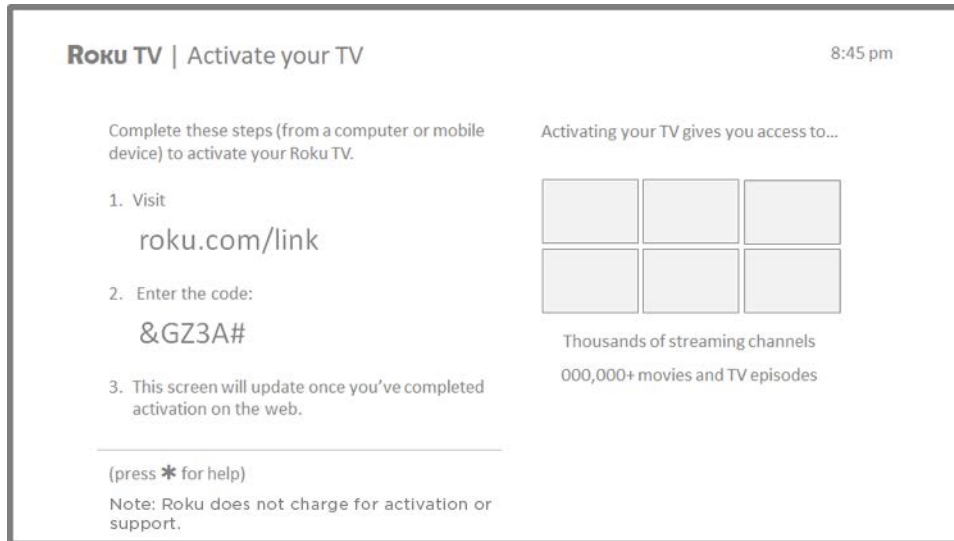 Roku TV | Activate your TV
8:45 pm
Complete these steps (from a computer or mobile
device) to activate your Roku TV.
1. Visit
roku.com/link
2. Enter the code:
&GZ3A#
3. This screen will update once you've completed
activation on the web.
(press ✱ for help)
Note: Roku does not charge for activation or
support.
Activating your TV gives you access to...
Thousands of streaming channels
000,000+ movies and TV episodes